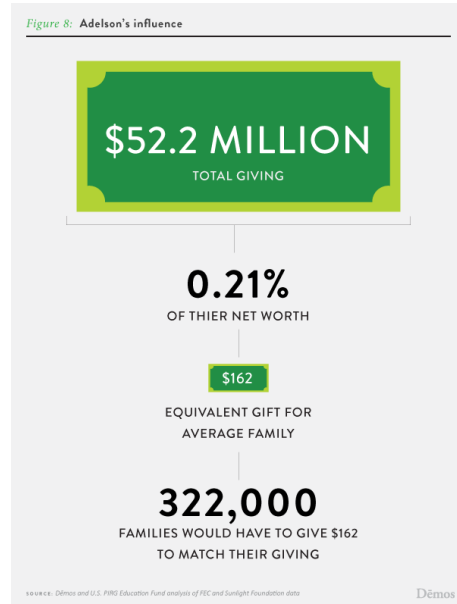 Figure 8: Adelson's influence
$52.2 MILLION
TOTAL GIVING
0.21%
OF THIER NET WORTH
$162
EQUIVALENT GIFT FOR
AVERAGE FAMILY
322,000
FAMILIES WOULD HAVE TO GIVE $162
TO MATCH THEIR GIVING
SOURCE: Dēmos and U.S. PIRG Education Fund analysis of FEC and Sunlight Foundation data
Dēmos